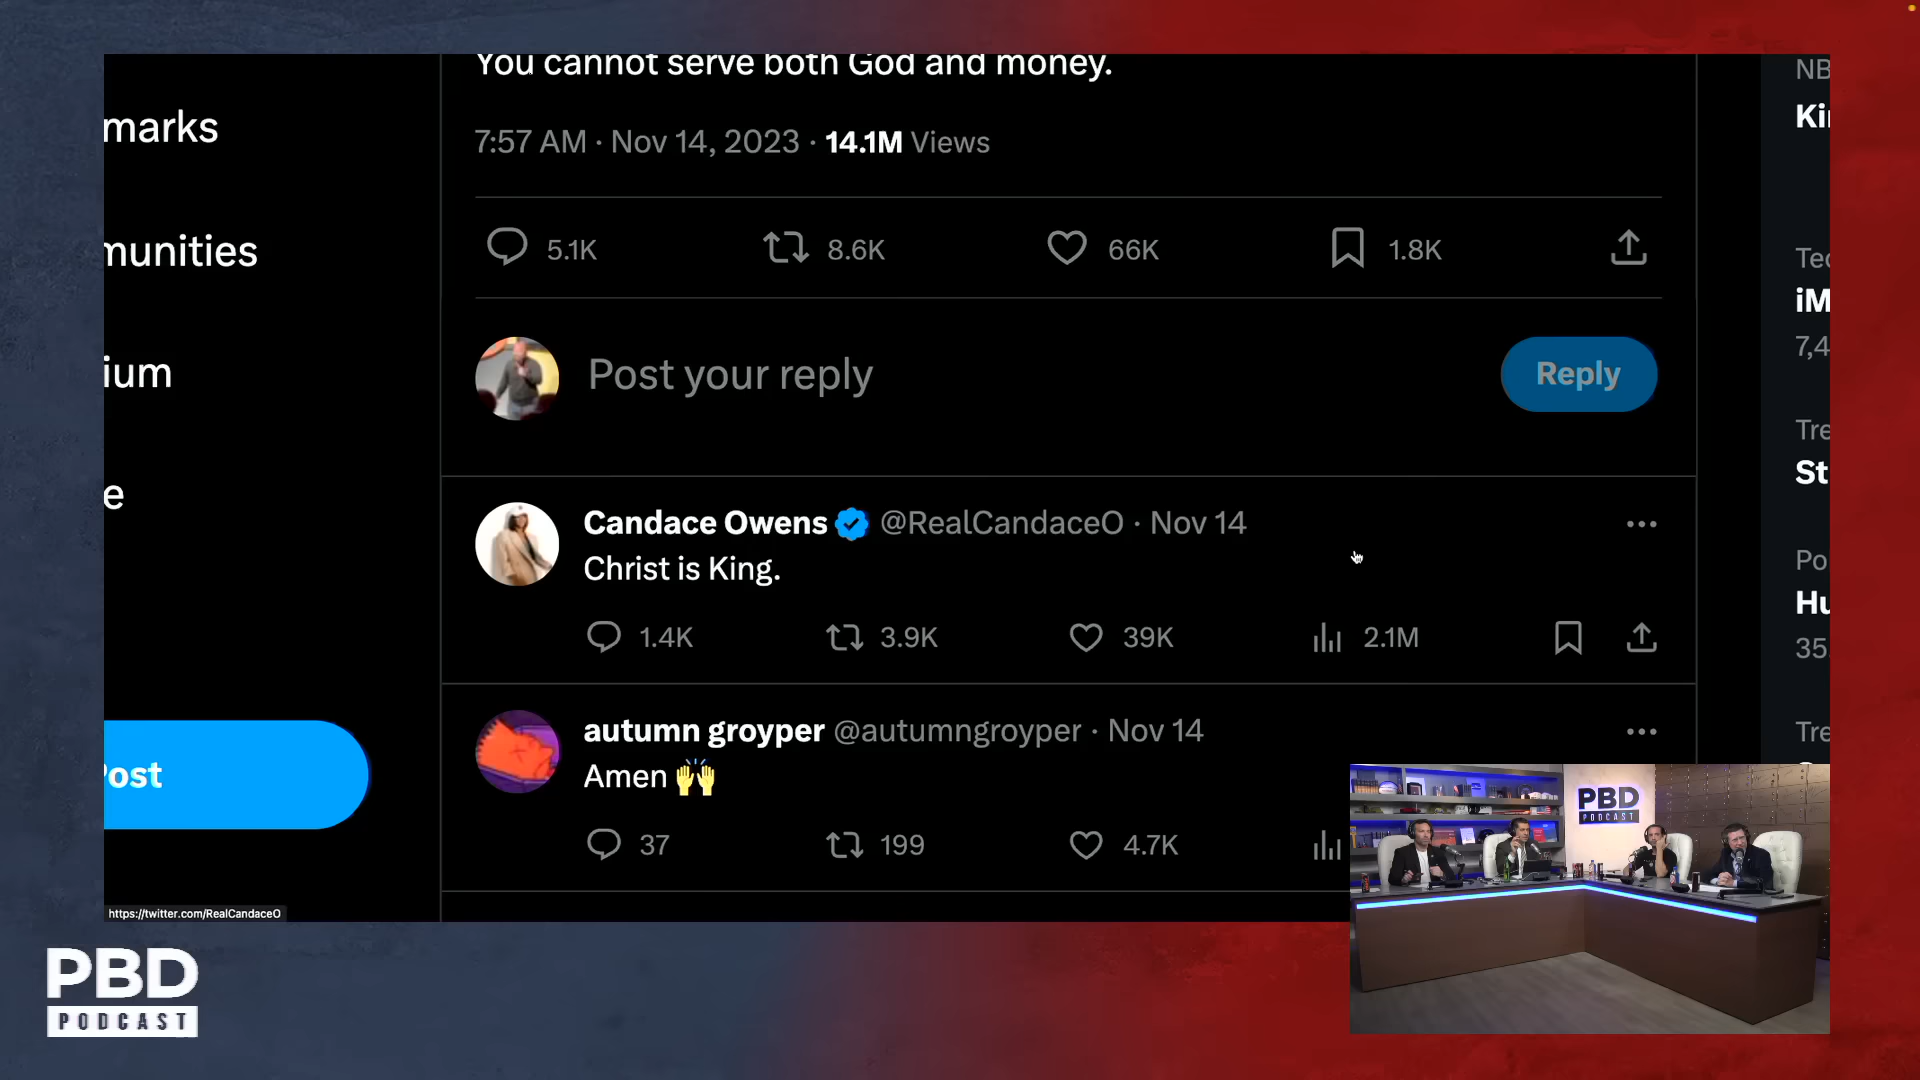 You cannot serve both God and money.
7:57 AM · Nov 14, 2023 · 14.1M Views
5.1K 8.6K 66K 1.8K
Post your reply
Reply
Candace Owens @RealCandaceO · Nov 14
Christ is King.
1.4K 3.9K 39K 2.1M
autumn groyper @autumngroyper · Nov 14
Amen 🙌
37 199 4.7K
marks
munities
ium
e
Post
https://twitter.com/RealCandaceO
NB
Ki
Tec
iM
7,4
Tre
St
Po
Hu
35
Tre
PBD
PODCAST
PBD
PODCAST